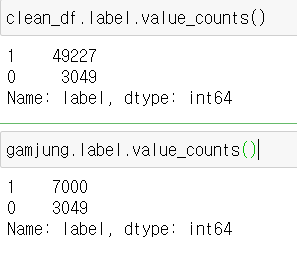 clean_df.label.value_counts()
1 49227
0 3049
Name: label, dtype: int64
gamjung.label.value_counts()
1 7000
0 3049
Name: label, dtype: int64